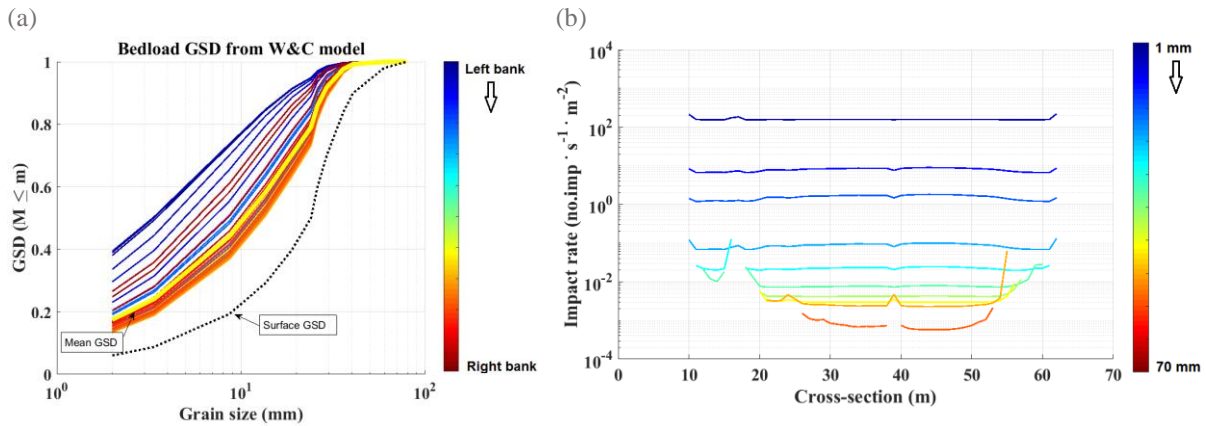 (a)
Bedload GSD from W&C model
GSD (M ≤ m)
1
0.8
0.6
0.4
0.2
0
10^0
10^1
10^2
Grain size (mm)
Mean GSD
Surface GSD
Left bank
Right bank
(b)
Impact rate (no.imp · s^-1 · m^-2)
10^4
10^2
10^0
10^-2
10^-4
0
10
20
30
40
50
60
70
Cross-section (m)
1 mm
70 mm